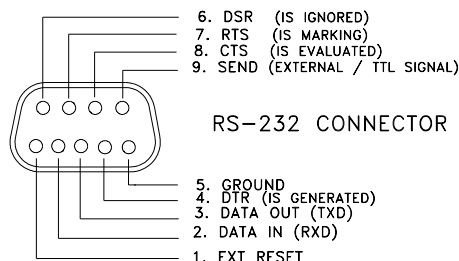 6. DSR (IS IGNORED)
7. RTS (IS MARKING)
8. CTS (IS EVALUATED)
9. SEND (EXTERNAL / TTL SIGNAL)
RS-232 CONNECTOR
5. GROUND
4. DTR (IS GENERATED)
3. DATA OUT (TXD)
2. DATA IN (RXD)
1. EXT RESET